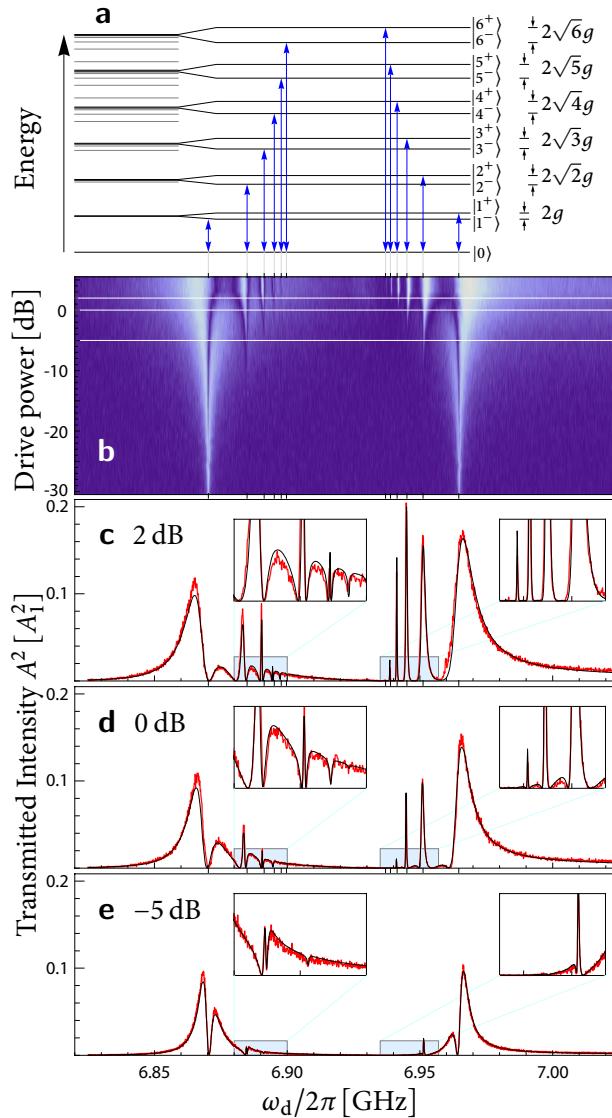 a
Energy
|6⁺⟩
|6⁻⟩
2√6g
|5⁺⟩
|5⁻⟩
2√5g
|4⁺⟩
|4⁻⟩
2√4g
|3⁺⟩
|3⁻⟩
2√3g
|2⁺⟩
|2⁻⟩
2√2g
|1⁺⟩
|1⁻⟩
2g
|0⟩
Drive power [dB]
0
-10
-20
-30
b
Transmitted Intensity A² [A₁²]
0.2
0.1
c 2 dB
0.2
0.1
d 0 dB
0.2
0.1
e −5 dB
6.85
6.90
6.95
7.00
ω_d/2π [GHz]